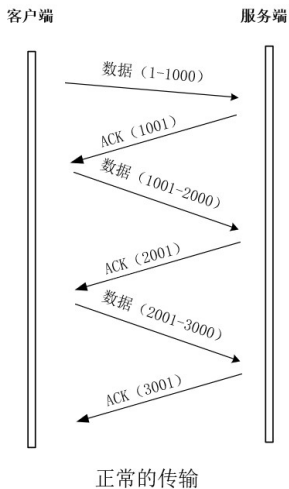 客户端 服务端
数据（1-1000）
ACK（1001）
数据（1001-2000）
ACK（2001）
数据（2001-3000）
ACK（3001）
正常的传输